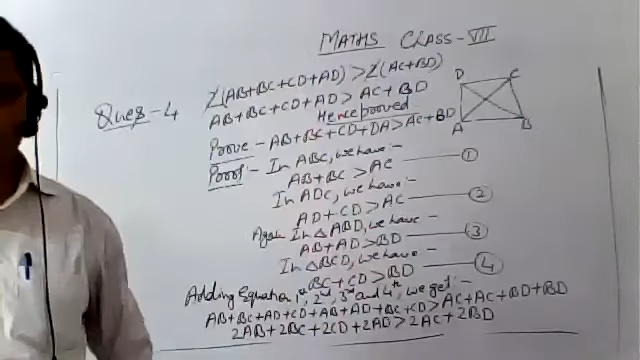 MATHS CLASS-VII
Ques-4
2(AB+BC+CD+AD) > 2(AC+BD)
AB+BC+CD+AD > AC+BD
Hence proved
D C
A B
Prove - AB+BC+CD+DA > AC+BD
Proof:- In ABC, we have:-
AB+BC > AC ——— ①
In ADC, we have:-
AD+CD > AC ——— ②
Again In △ABD, we have -
AB+AD > BD ——— ③
In △BCD, we have -
BC+CD > BD ——— ④
Adding Equation 1st, 2nd, 3rd and 4th, we get:-
AB+BC+AD+CD+AB+AD+BC+CD > AC+AC+BD+BD
2AB+2BC+2CD+2AD > 2AC+2BD